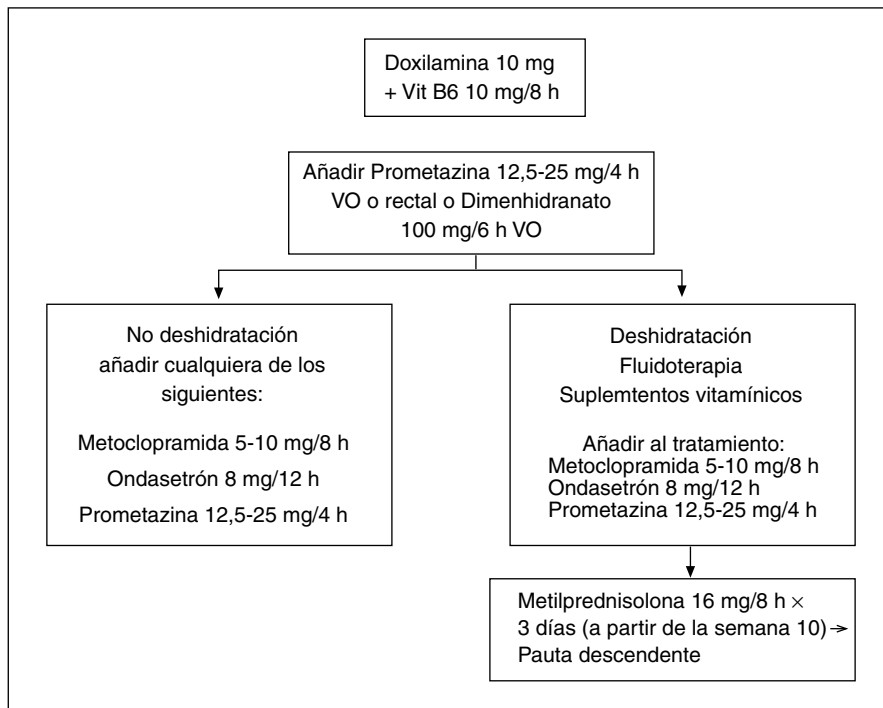 Doxilamina 10 mg
+ Vit B6 10 mg/8 h
Añadir Prometazina 12,5-25 mg/4 h
VO o rectal o Dimenhidranato
100 mg/6 h VO
No deshidratación
añadir cualquiera de los
siguientes:
Metoclopramida 5-10 mg/8 h
Ondasetrón 8 mg/12 h
Prometazina 12,5-25 mg/4 h
Deshidratación
Fluidoterapia
Suplemtentos vitamínicos
Añadir al tratamiento:
Metoclopramida 5-10 mg/8 h
Ondasetrón 8 mg/12 h
Prometazina 12,5-25 mg/4 h
Metilprednisolona 16 mg/8 h ×
3 días (a partir de la semana 10) →
Pauta descendente